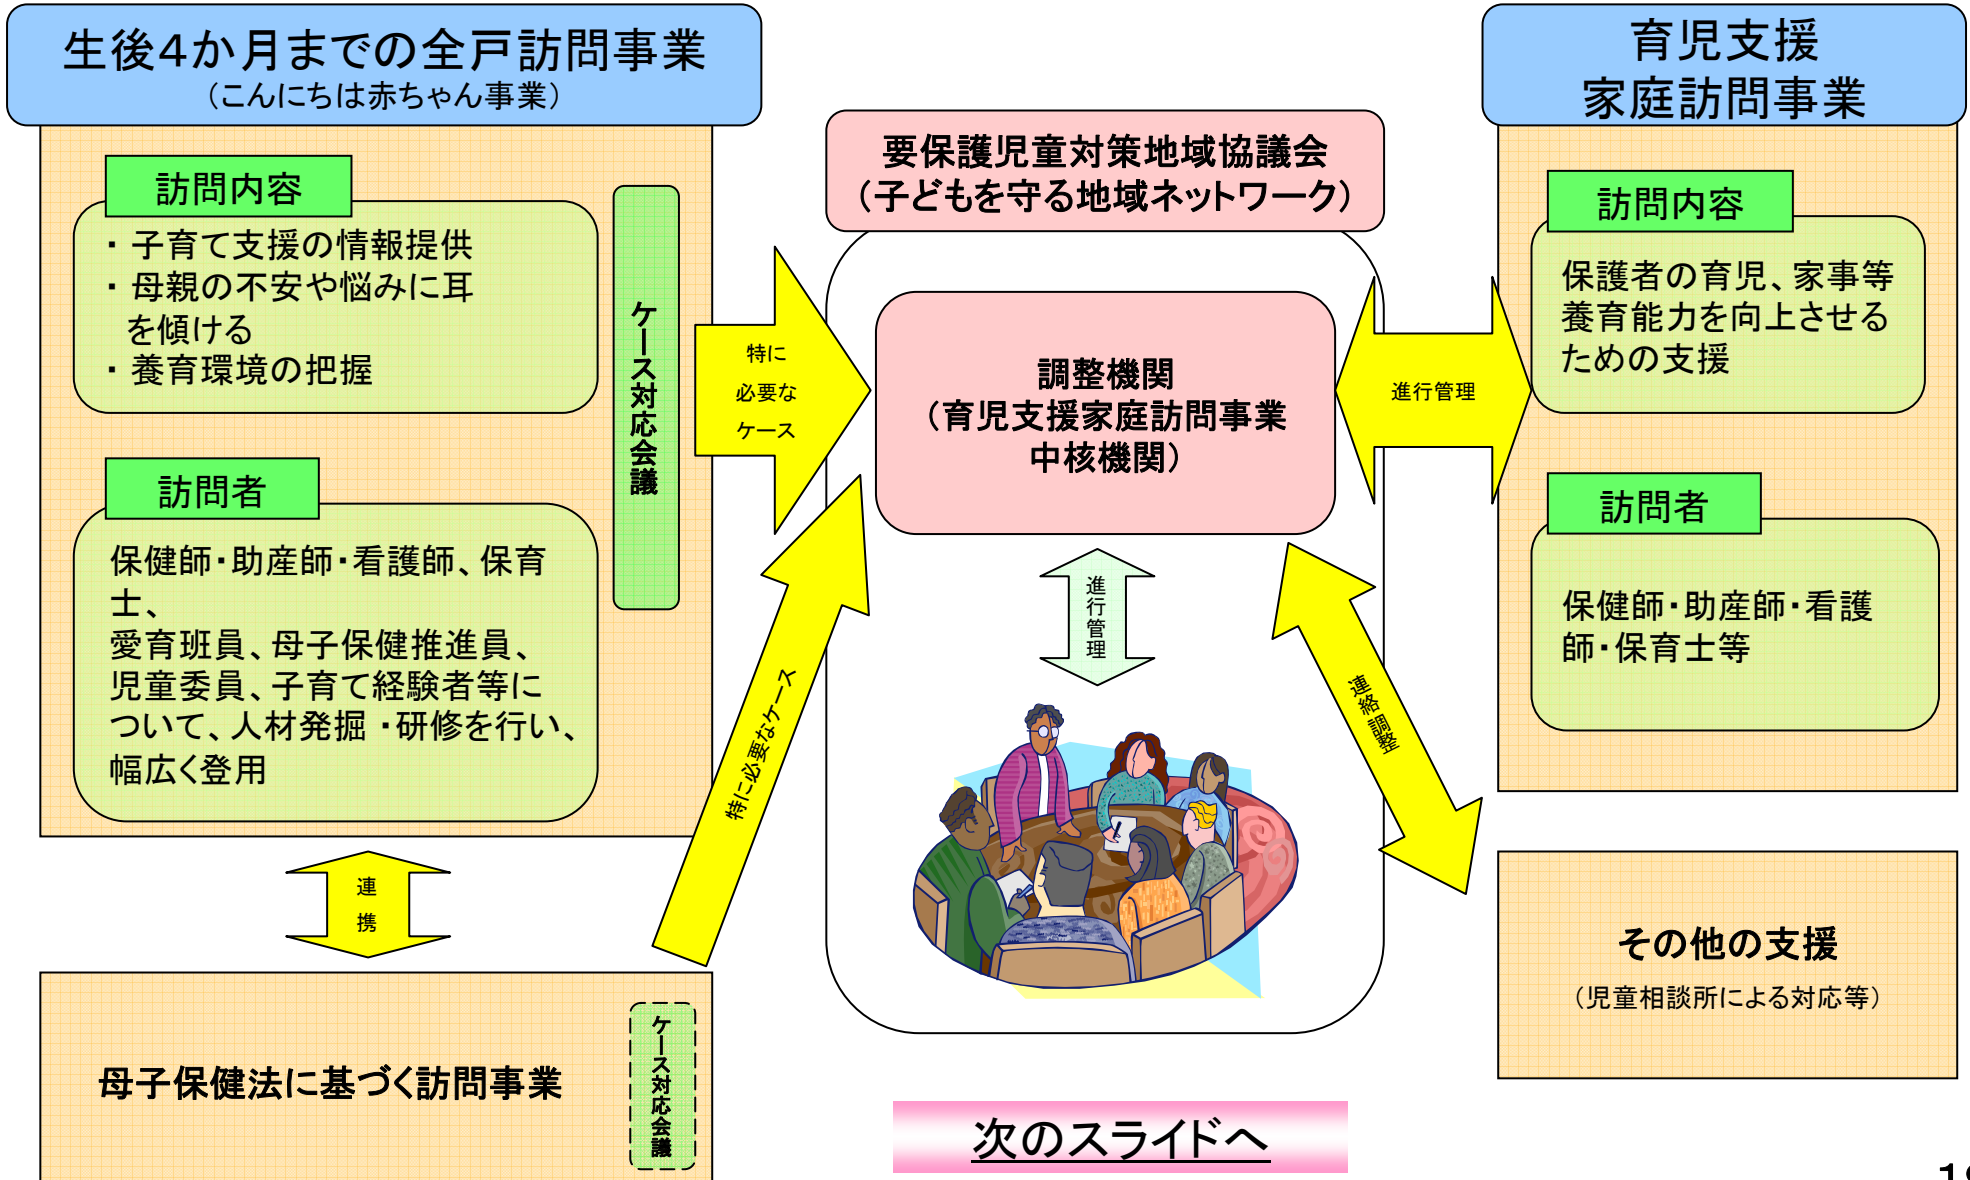 生後4か月までの全戸訪問事業
（こんにちは赤ちゃん事業）
訪問内容
・ 子育て支援の情報提供
・ 母親の不安や悩みに耳
を傾ける
・ 養育環境の把握
訪問者
保健師・助産師・看護師、保育
士、
愛育班員、母子保健推進員、
児童委員、子育て経験者等に
ついて、人材発掘 ・研修を行い、
幅広く登用
ケース対応会議
連
携
母子保健法に基づく訪問事業
ケース対応会議
特に
必要な
ケース
特に必要なケース
要保護児童対策地域協議会
（子どもを守る地域ネットワーク）
調整機関
（育児支援家庭訪問事業
中核機関）
進行管理
進行管理
連絡調整
育児支援
家庭訪問事業
訪問内容
保護者の育児、家事等
養育能力を向上させる
ための支援
訪問者
保健師・助産師・看護
師・保育士等
その他の支援
（児童相談所による対応等）
次のスライドへ